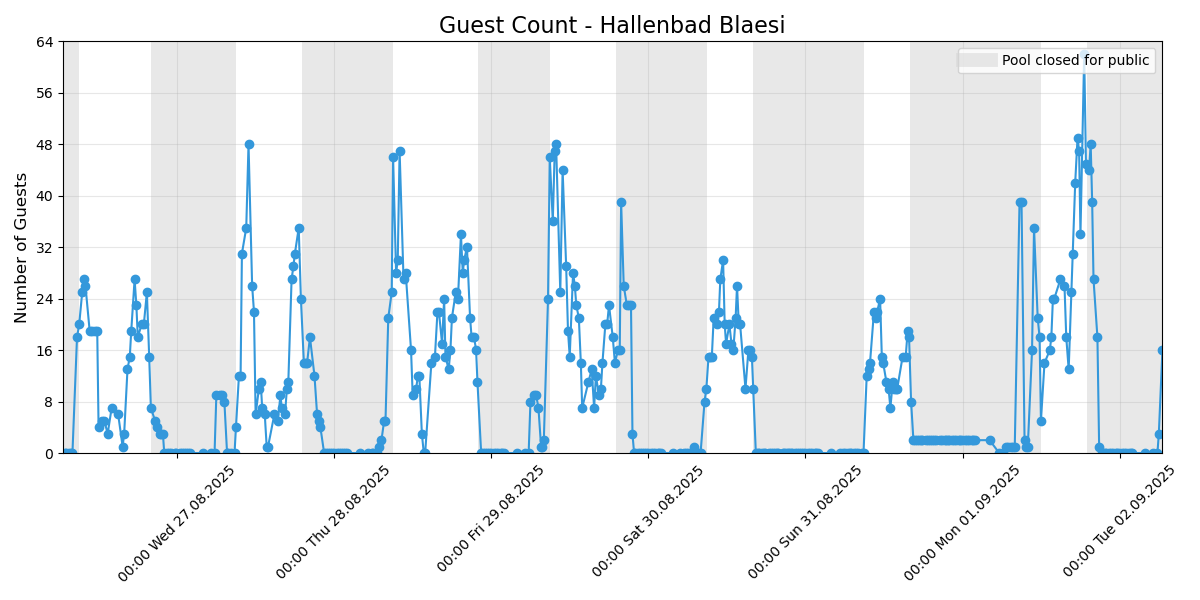 Guest Count - Hallenbad Blaesi
Pool closed for public
Number of Guests
64
56
48
40
32
24
16
8
0
00:00 Wed 27.08.2025
00:00 Thu 28.08.2025
00:00 Fri 29.08.2025
00:00 Sat 30.08.2025
00:00 Sun 31.08.2025
00:00 Mon 01.09.2025
00:00 Tue 02.09.2025